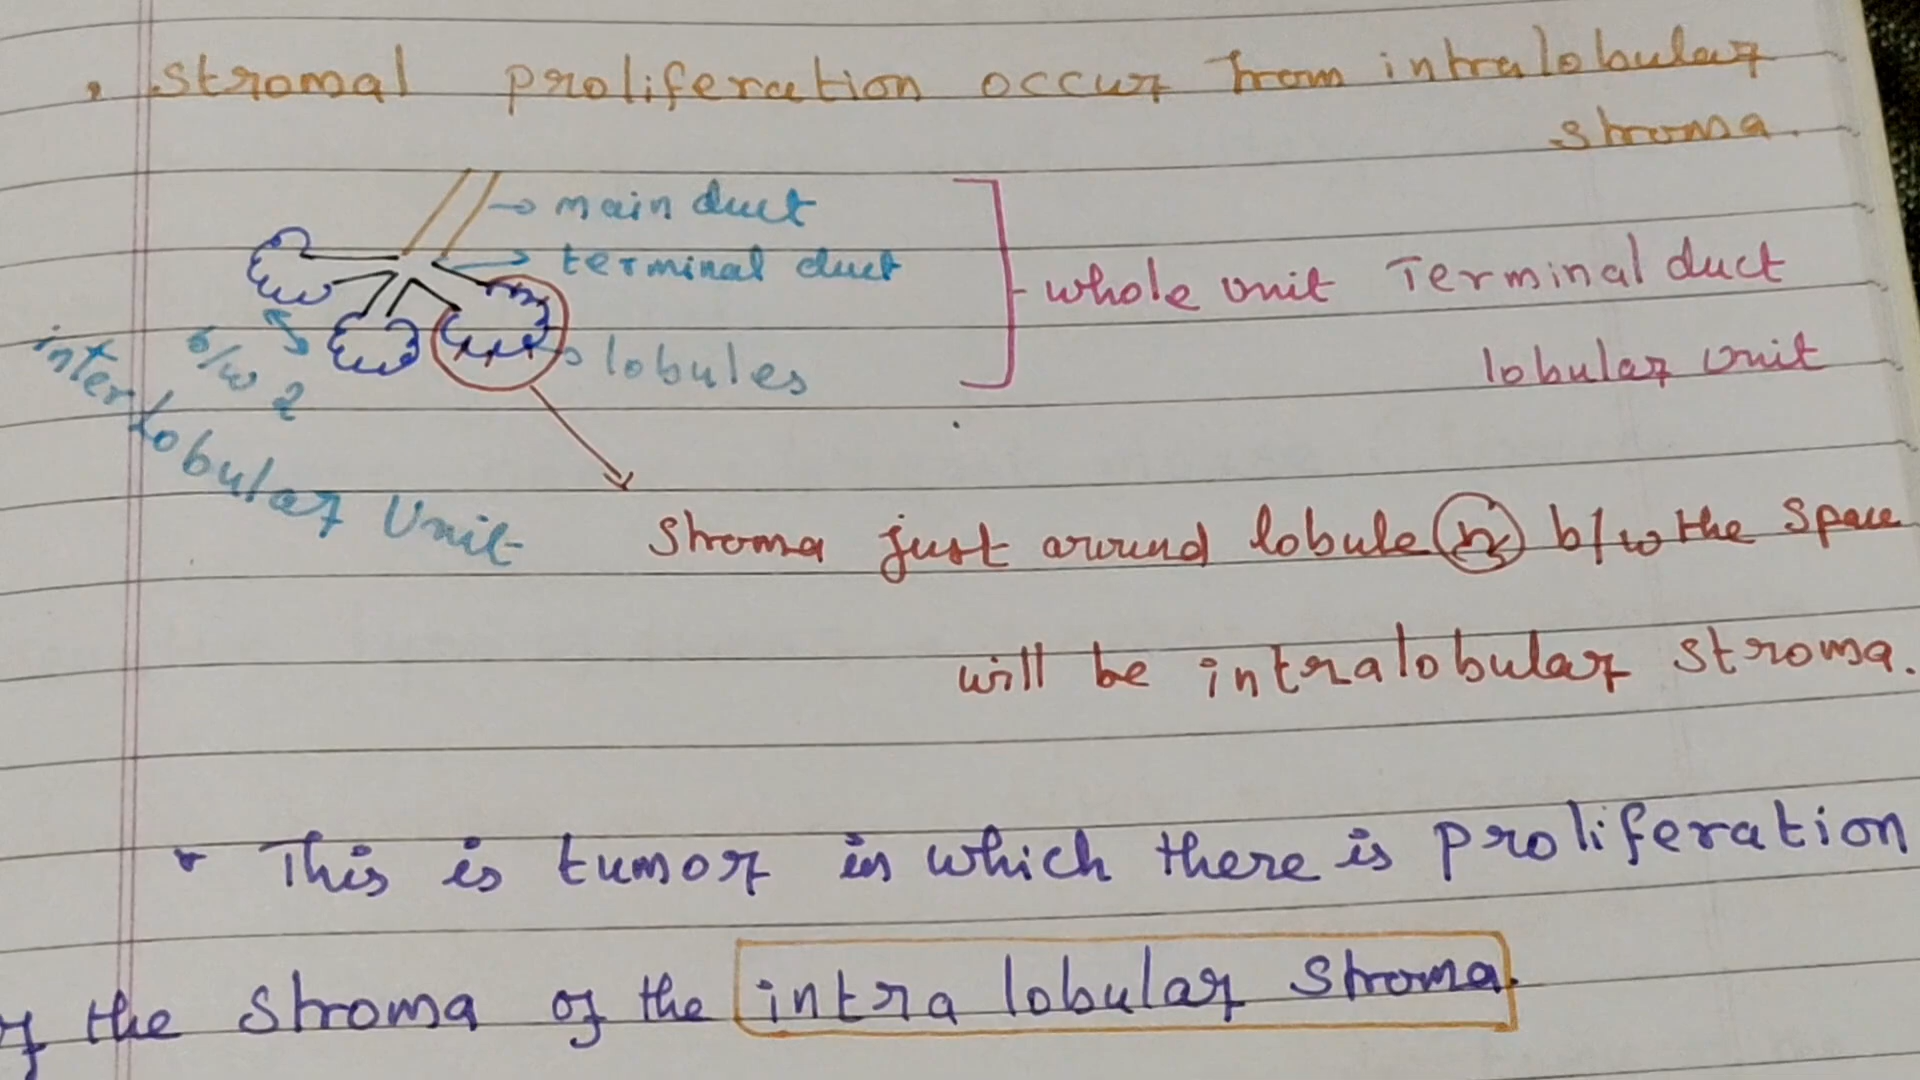 • Stromal proliferation occur from intralobular
stroma.
→ main duct
→ terminal duct
→ lobules
whole unit Terminal duct
lobular unit
b/w 2
interlobular Unit
Stroma just around lobule b/w the space
will be intralobular stroma.
* This is tumor in which there is proliferation
of the stroma of the intra lobular stroma.